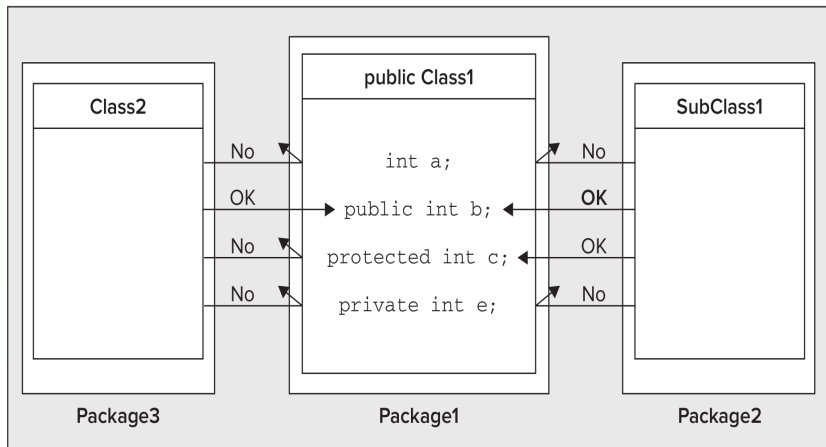 public Class1
Class2
SubClass1
No
int a;
No
OK
public int b;
OK
No
protected int c;
OK
No
private int e;
No
Package3
Package1
Package2